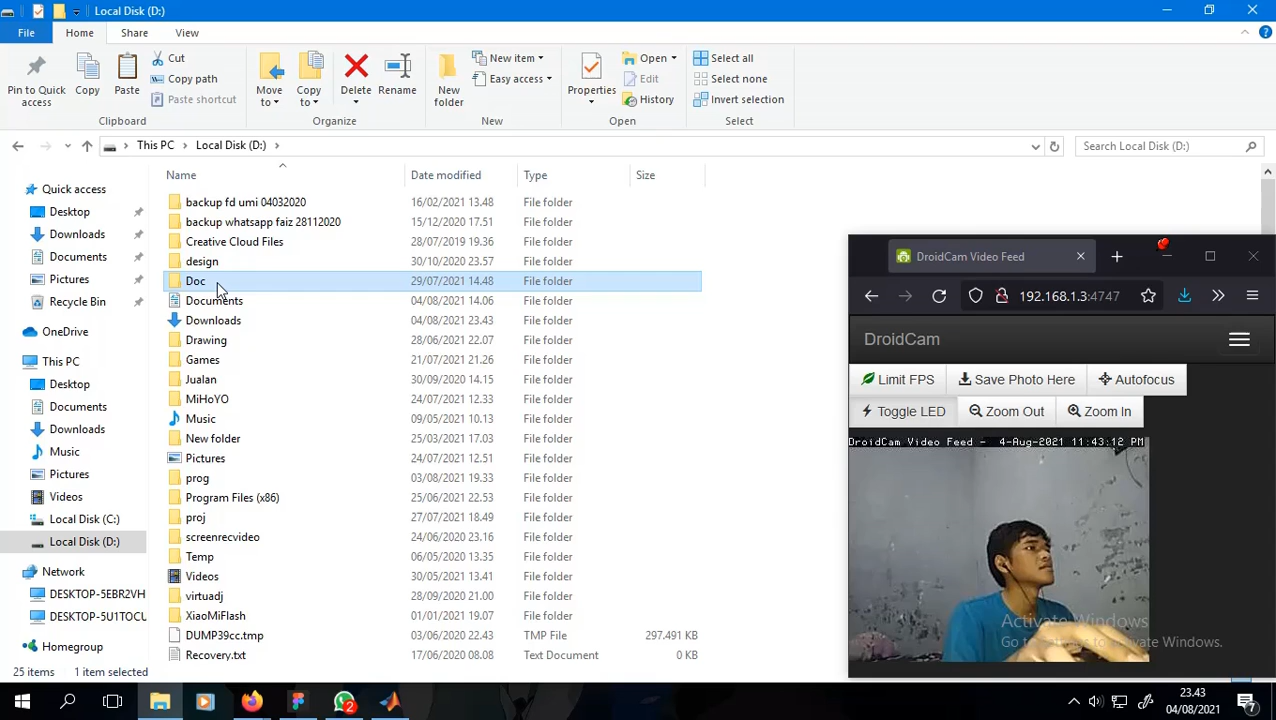 Local Disk (D:)
File Home Share View
Pin to Quick access
Copy
Paste
Cut
Copy path
Paste shortcut
Clipboard
Move to
Copy to
Delete
Rename
Organize
New folder
New item
Easy access
New
Properties
Open
Edit
History
Open
Select all
Select none
Invert selection
Select
This PC > Local Disk (D:) >
Search Local Disk (D:)
Quick access
Desktop
Downloads
Documents
Pictures
Recycle Bin
OneDrive
This PC
Desktop
Documents
Downloads
Music
Pictures
Videos
Local Disk (C:)
Local Disk (D:)
Network
DESKTOP-5EBR2VH
DESKTOP-5U1TOCU
Homegroup
Name Date modified Type Size
backup fd umi 04032020 16/02/2021 13.48 File folder
backup whatsapp faiz 28112020 15/12/2020 17.51 File folder
Creative Cloud Files 28/07/2019 19.36 File folder
design 30/10/2020 23.57 File folder
Doc 29/07/2021 14.48 File folder
Documents 04/08/2021 14.06 File folder
Downloads 04/08/2021 23.43 File folder
Drawing 28/06/2021 22.07 File folder
Games 21/07/2021 21.26 File folder
Jualan 30/09/2020 14.15 File folder
MiHoYO 24/07/2021 12.33 File folder
Music 09/05/2021 10.13 File folder
New folder 25/03/2021 17.03 File folder
Pictures 24/07/2021 12.51 File folder
prog 03/08/2021 19.33 File folder
Program Files (x86) 25/06/2021 22.53 File folder
proj 27/07/2021 18.49 File folder
screenrecvideo 24/06/2020 23.12 File folder
Temp 06/05/2020 13.35 File folder
Videos 30/05/2021 13.41 File folder
virtuadj 28/09/2020 21.00 File folder
XiaoMiFlash 01/01/2021 19.07 File folder
DUMP39cc.tmp 03/06/2020 22.43 TMP File 297.491 KB
Recovery.txt 17/06/2020 08.08 Text Document 0 KB
25 items 1 item selected
DroidCam Video Feed
192.168.1.3:4747
DroidCam
Limit FPS Save Photo Here Autofocus
Toggle LED Zoom Out Zoom In
DroidCam Video Feed - 4-Aug-2021 11:43:12 PM
Activate Windows
2
23.43
04/08/2021
7